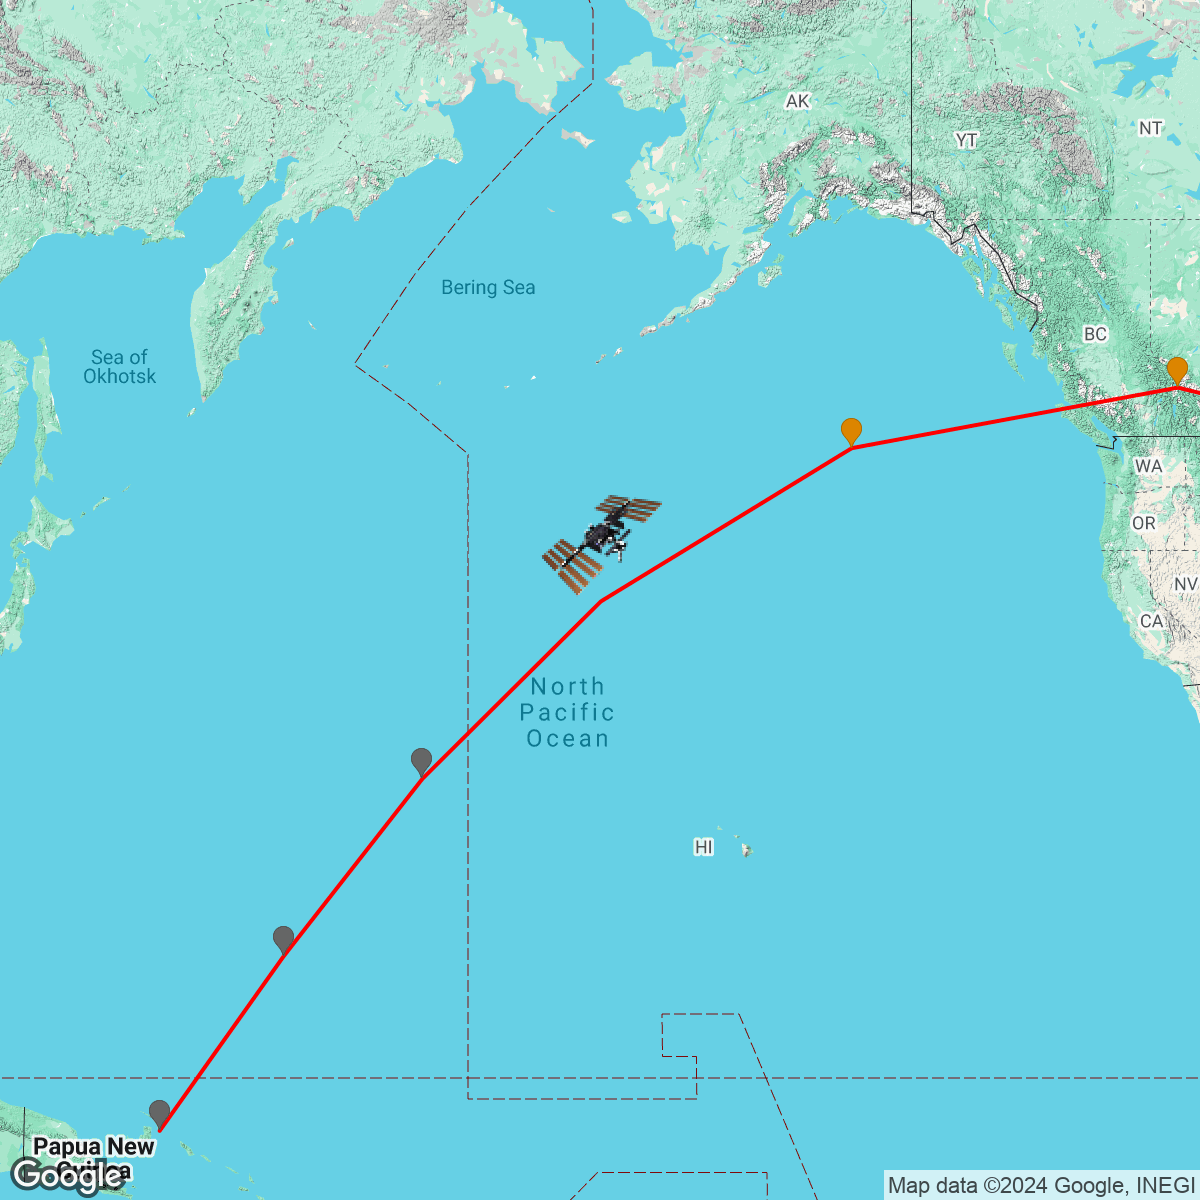 AK
YT
NT
Bering Sea
BC
Sea of
Okhotsk
WA
OR
NV
CA
North
Pacific
Ocean
HI
Papua New
Google
Map data ©2024 Google, INEGI